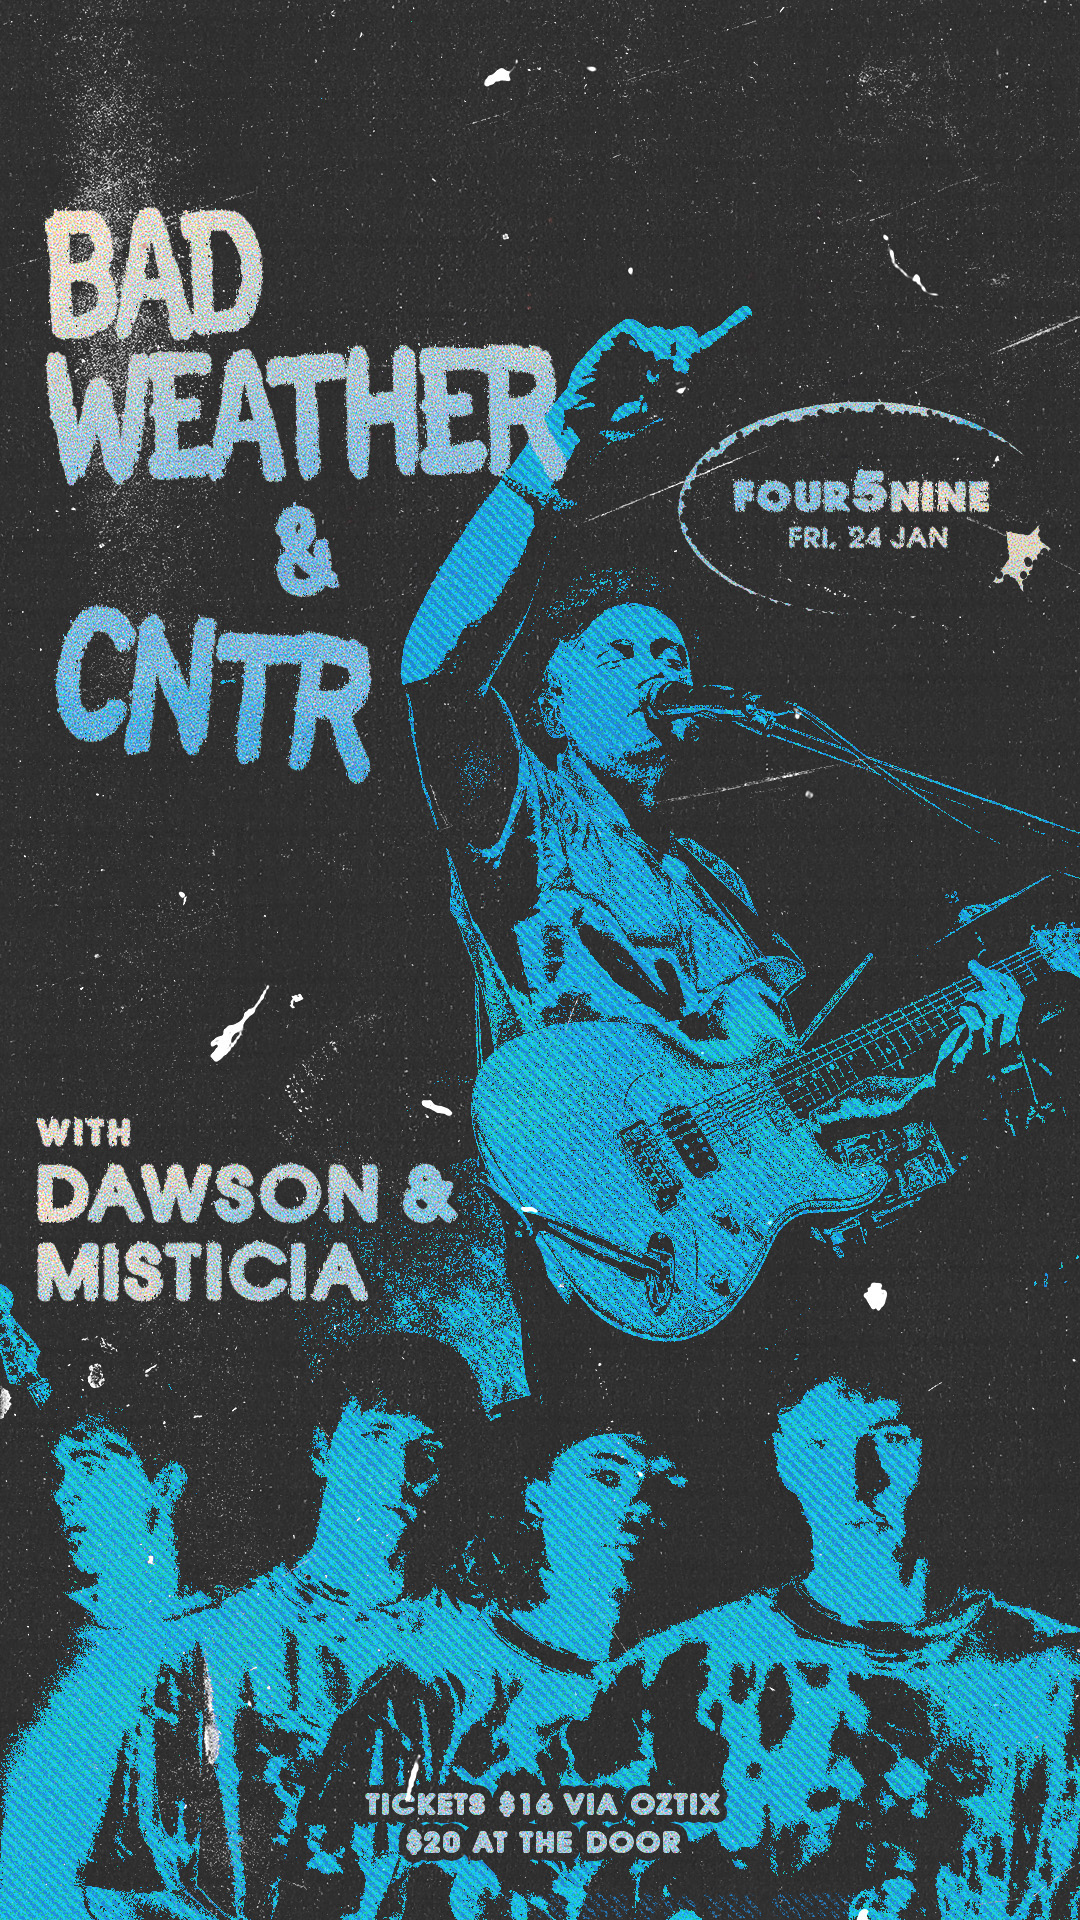 BAD
WEATHER
&
CNTR
FOUR5NINE
FRI. 24 JAN
WITH
DAWSON &
MISTICIA
TICKETS $16 VIA OZTIX
$20 AT THE DOOR